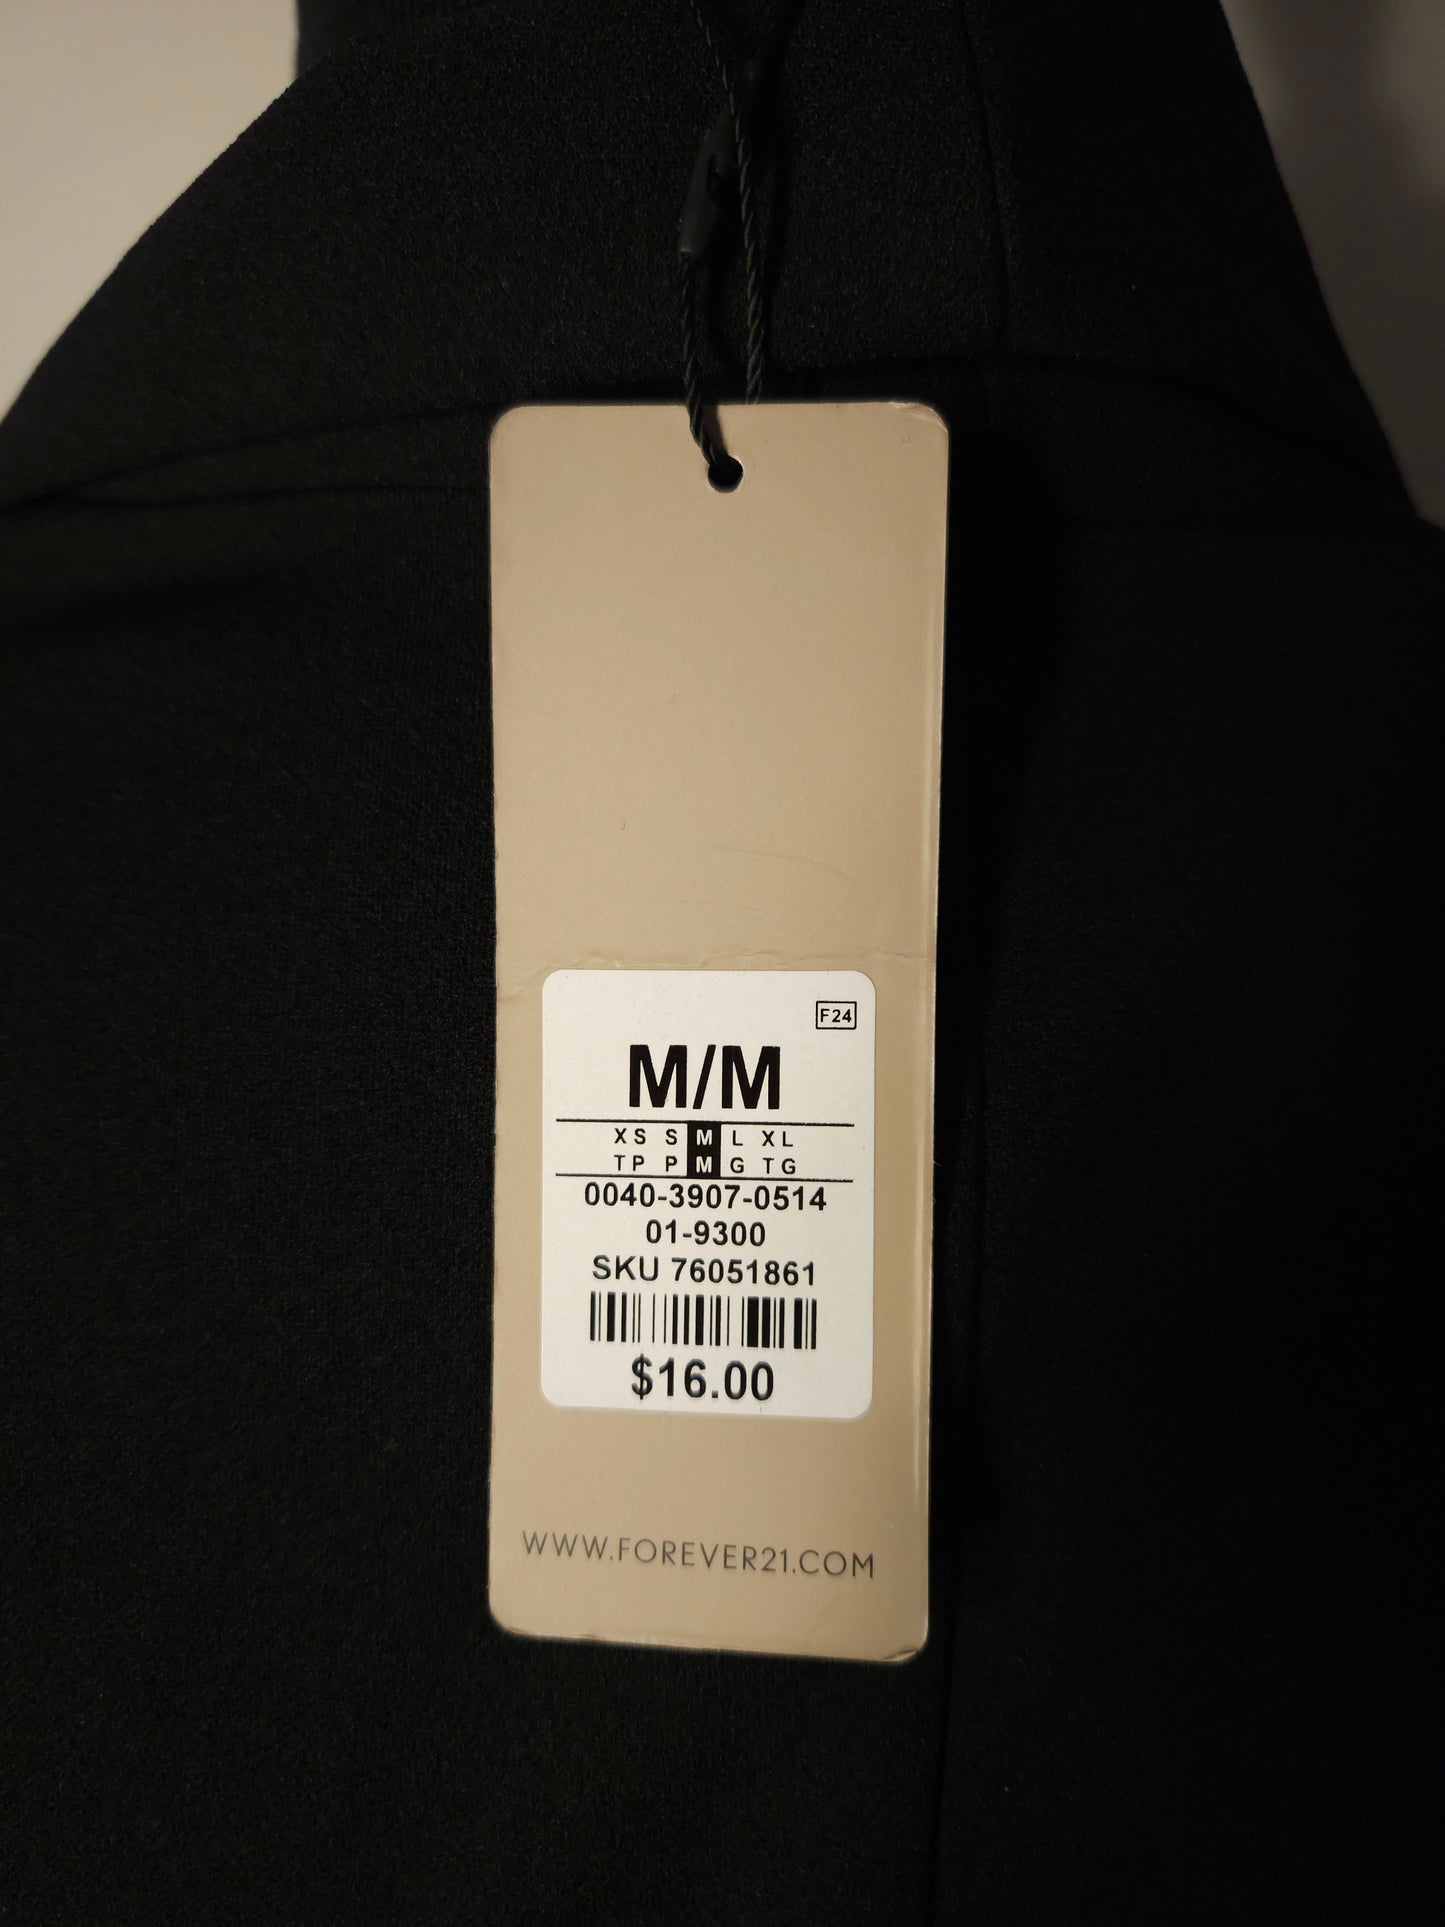 F24
M/M
XS S M L XL
TP P M G TG
0040-3907-0514
01-9300
SKU 76051861
$16.00
WWW.FOREVER21.COM